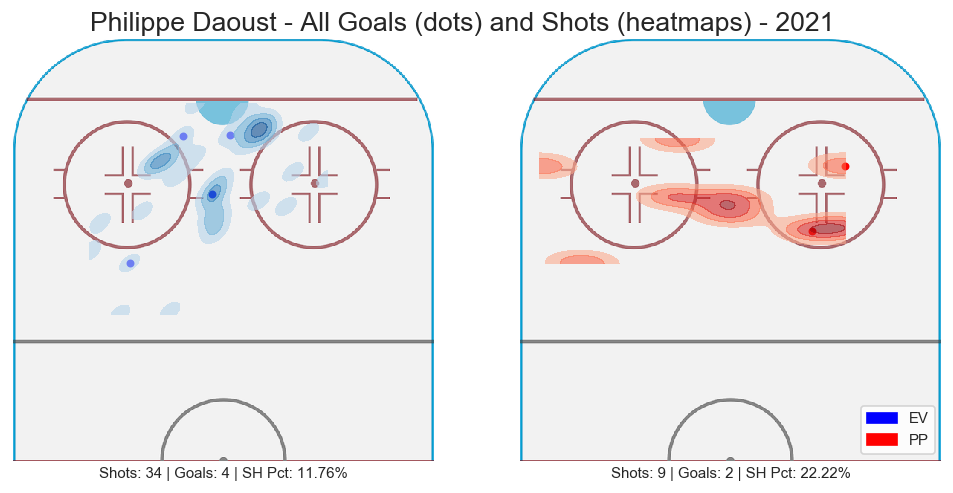 Philippe Daoust - All Goals (dots) and Shots (heatmaps) - 2021
EV
PP
Shots: 34 | Goals: 4 | SH Pct: 11.76%
Shots: 9 | Goals: 2 | SH Pct: 22.22%